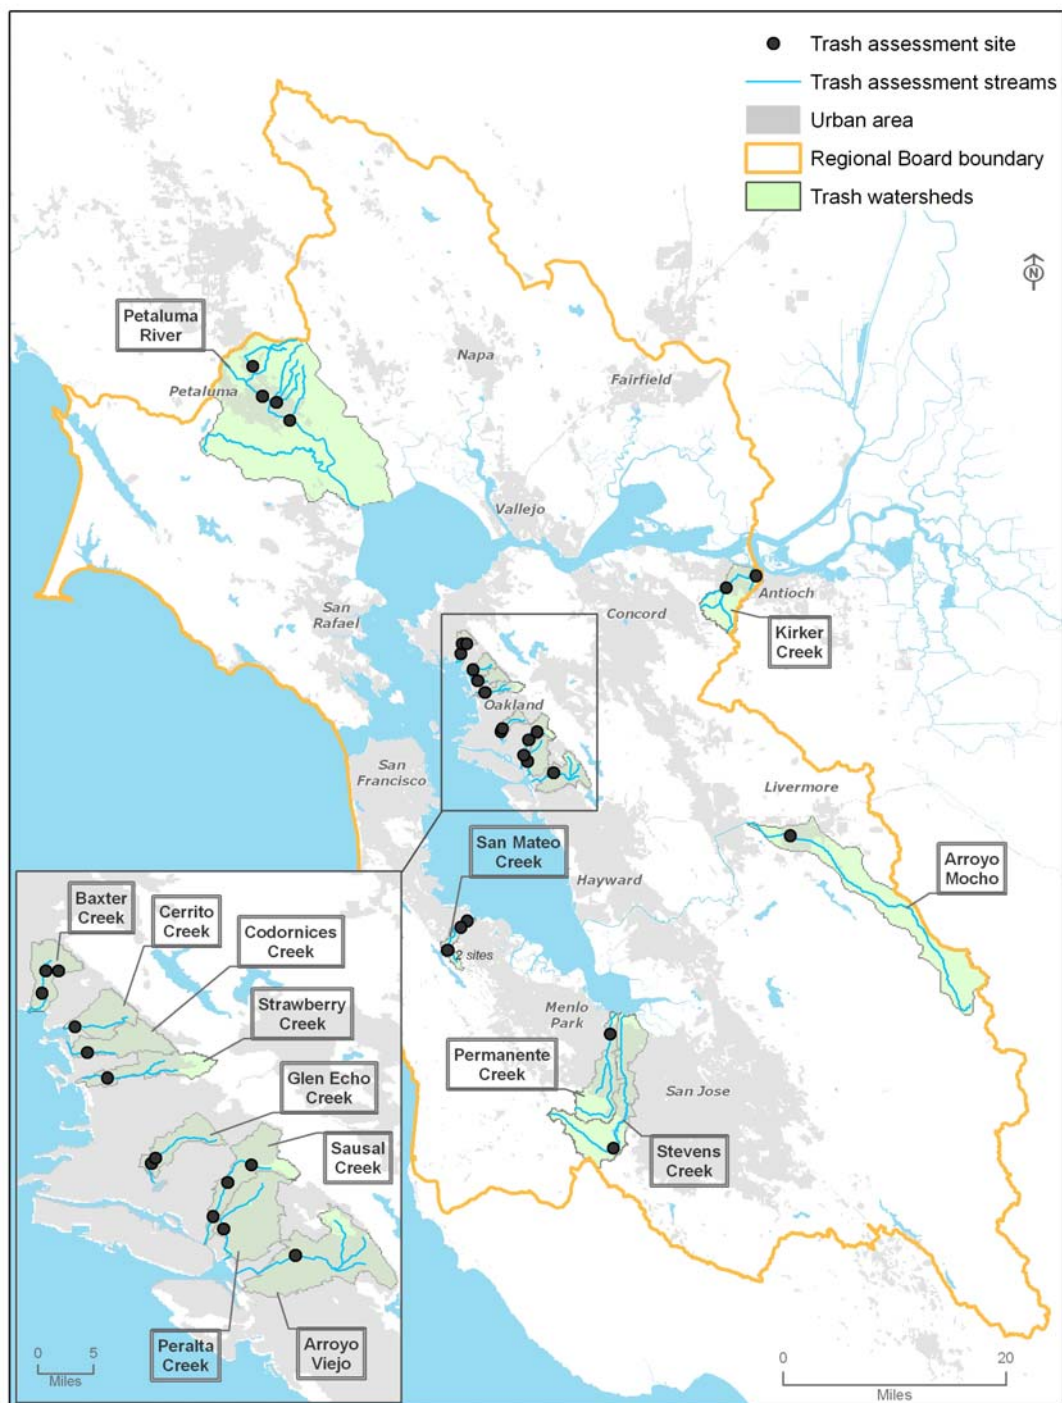 Trash assessment site
Trash assessment streams
Urban area
Regional Board boundary
Trash watersheds
N
Petaluma
River
Petaluma
Napa
Fairfield
Vallejo
San
Rafael
Concord
Antioch
Kirker
Creek
Oakland
San
Francisco
Livermore
San Mateo
Creek
Hayward
Arroyo
Mocho
2 sites
Menlo
Park
Permanente
Creek
San Jose
Stevens
Creek
Baxter
Creek
Cerrito
Creek
Codornices
Creek
Strawberry
Creek
Glen Echo
Creek
Sausal
Creek
Peralta
Creek
Arroyo
Viejo
0 5
Miles
0 20
Miles